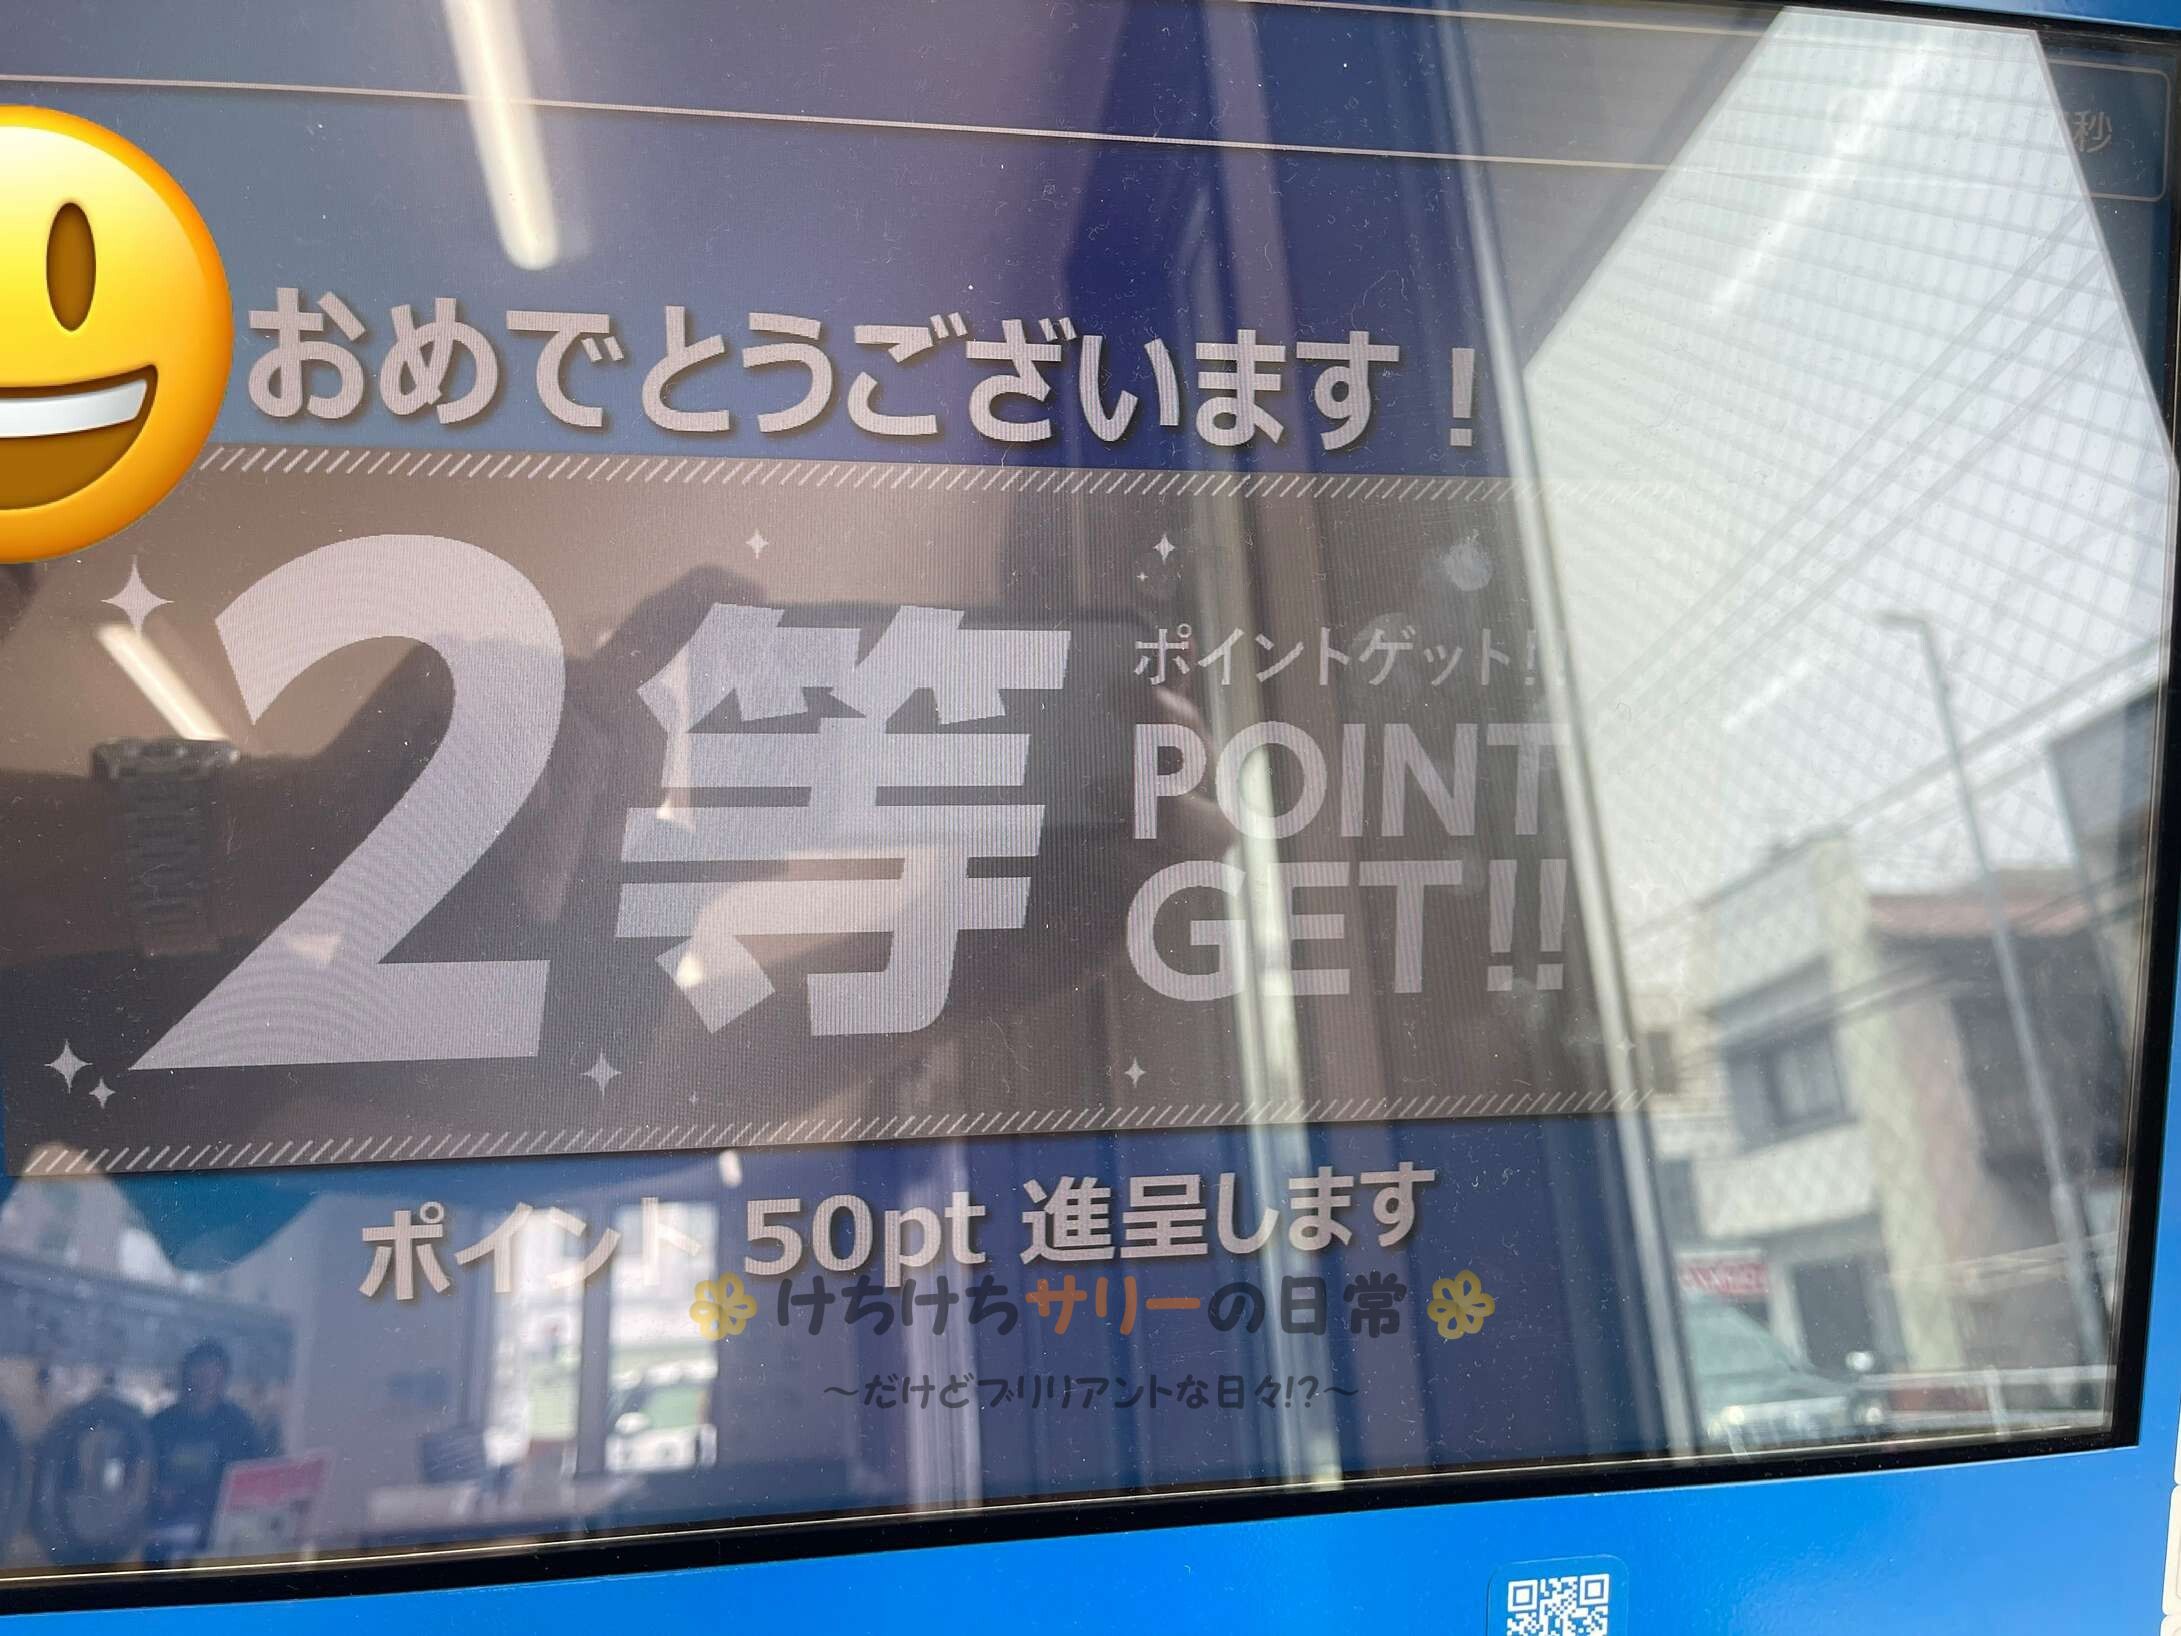 秒
おめでとうございます！
2等
ポイントゲット!!
POINT
GET!!
ポイント 50pt 進呈します
けちけちサリーの日常
～だけどブリリアントな日々!?～